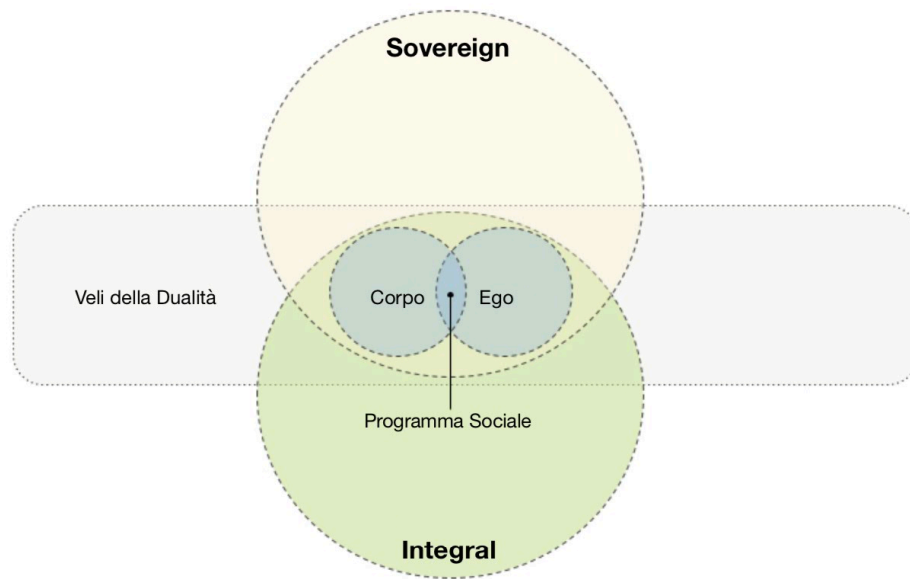 Sovereign
Veli della Dualità
Corpo
Ego
Programma Sociale
Integral